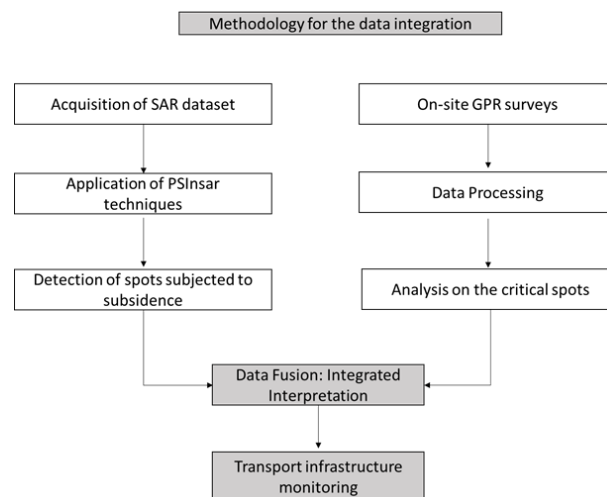 Methodology for the data integration
Acquisition of SAR dataset
On-site GPR surveys
Application of PSInsar
techniques
Data Processing
Detection of spots subjected to
subsidence
Analysis on the critical spots
Data Fusion: Integrated
Interpretation
Transport infrastructure
monitoring